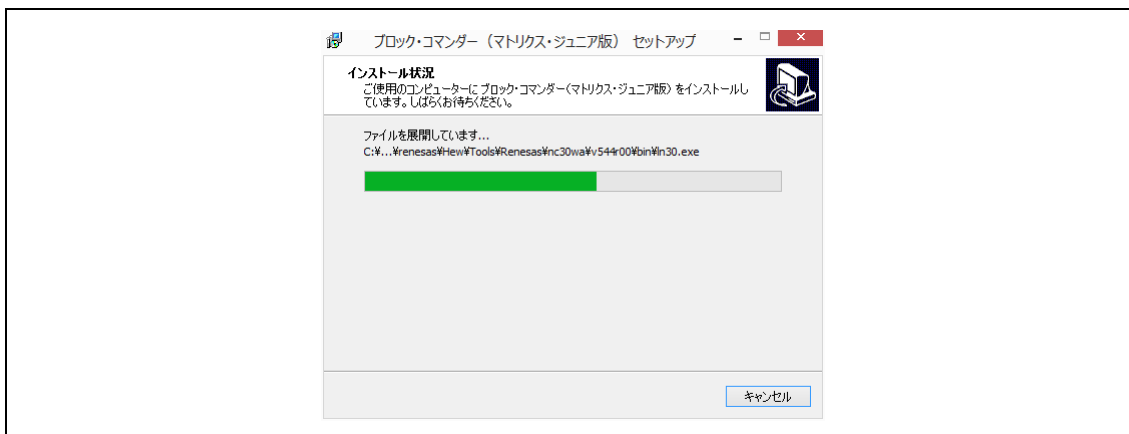 ブロック・コマンダー（マトリクス・ジュニア版） セットアップ
インストール状況
ご使用のコンピューターに ブロック・コマンダー（マトリクス・ジュニア版） をインストールし
ています。しばらくお待ちください。
ファイルを展開しています...
C:¥...¥renesas¥Hew¥Tools¥Renesas¥nc30wa¥v544r00¥bin¥ln30.exe
キャンセル